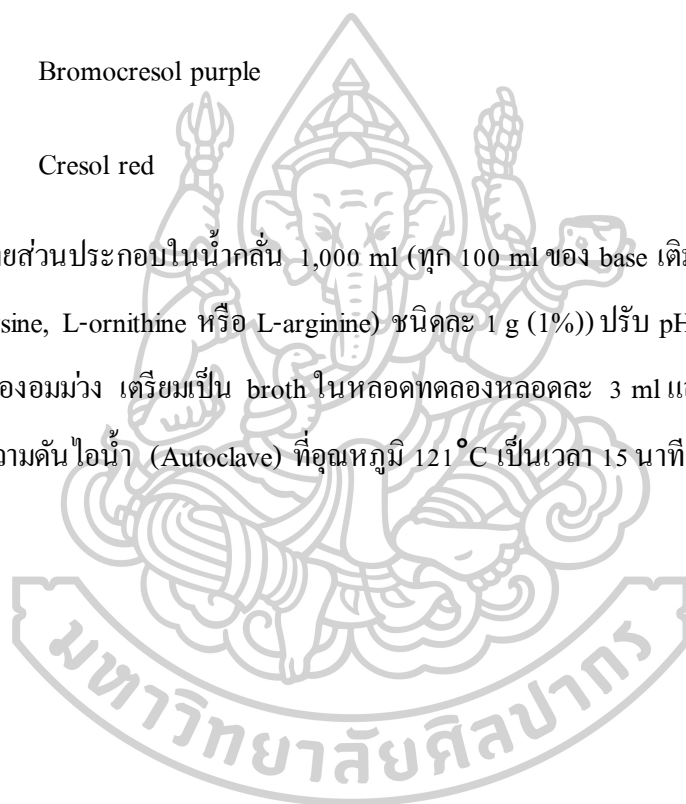 Bromocresol purple
Cresol red
ยส่วนประกอบในน้ำกลั่น 1,000 ml (ทุก 100 ml ของ base เติม
sine, L-ornithine หรือ L-arginine) ชนิดละ 1 g (1%)) ปรับ pH
องอมม่วง เตรียมเป็น broth ในหลอดทดลองหลอดละ 3 ml
วามดันไอน้ำ (Autoclave) ที่อุณหภูมิ 121°C เป็นเวลา 15 นาที
มหาวิทยาลัยศิลปากร